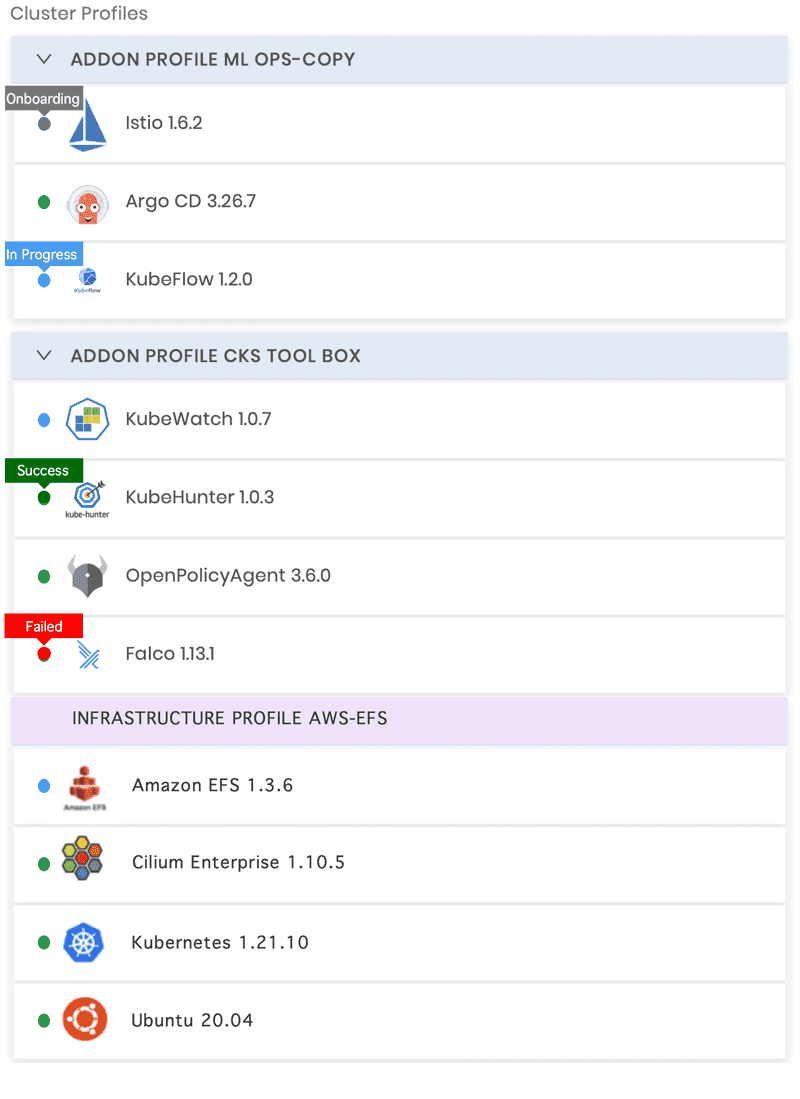 Cluster Profiles
ADDON PROFILE ML OPS-COPY
Onboarding
Istio 1.6.2
Argo CD 3.26.7
In Progress
KubeFlow 1.2.0
Kubeflow
ADDON PROFILE CKS TOOL BOX
KubeWatch 1.0.7
Success
KubeHunter 1.0.3
kube-hunter
OpenPolicyAgent 3.6.0
Failed
Falco 1.13.1
INFRASTRUCTURE PROFILE AWS-EFS
Amazon EFS 1.3.6
Amazon EFS
Cilium Enterprise 1.10.5
Kubernetes 1.21.10
Ubuntu 20.04